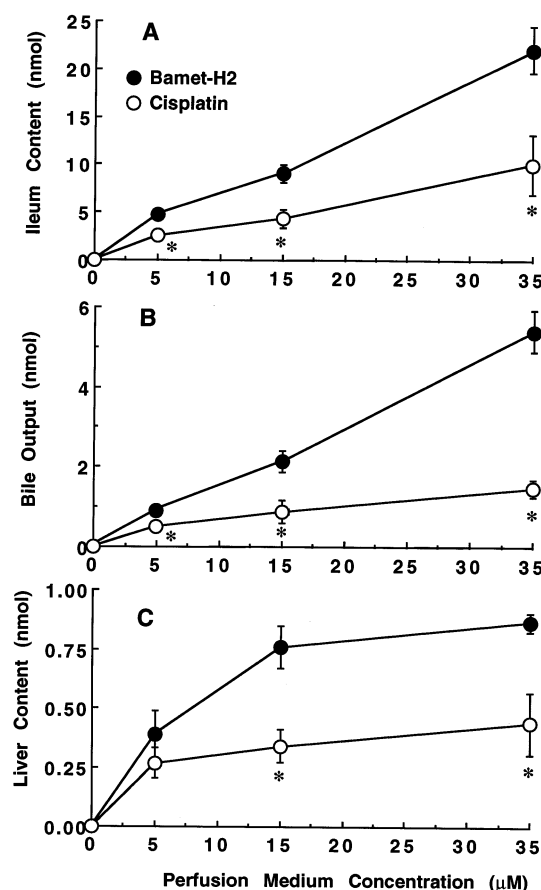 A
Bamet-H2
Cisplatin
Ileum Content (nmol)
25
20
15
10
5
0
*
*
*
0 5 10 15 20 25 30 35
B
Bile Output (nmol)
6
4
2
0
*
*
*
0 5 10 15 20 25 30 35
C
Liver Content (nmol)
1.00
0.75
0.50
0.25
0.00
*
*
0 5 10 15 20 25 30 35
Perfusion Medium Concentration (μM)